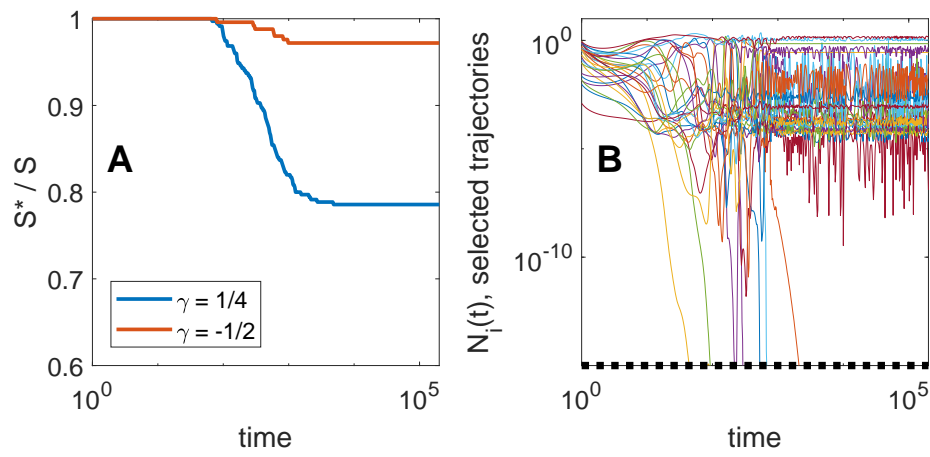 A
S* / S
1
0.9
0.8
0.7
0.6
γ = 1/4
γ = -1/2
10^0
10^5
time
B
N_i(t), selected trajectories
10^0
10^-10
10^0
10^5
time